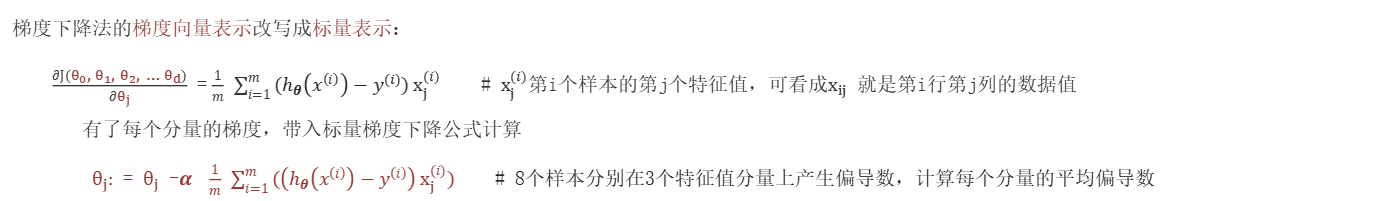 梯度下降法的梯度向量表示改写成标量表示：
∂J(θ₀, θ₁, θ₂, … θ_d)/∂θⱼ = 1/m ∑ᵢ₌₁ᵐ (h_θ(x⁽ⁱ⁾) − y⁽ⁱ⁾) xⱼ⁽ⁱ⁾ # xⱼ⁽ⁱ⁾第i个样本的第j个特征值，可看成xᵢⱼ 就是第i行第j列的数据值
有了每个分量的梯度，带入标量梯度下降公式计算
θⱼ: = θⱼ −α 1/m ∑ᵢ₌₁ᵐ ((h_θ(x⁽ⁱ⁾) − y⁽ⁱ⁾) xⱼ⁽ⁱ⁾) # 8个样本分别在3个特征值分量上产生偏导数，计算每个分量的平均偏导数